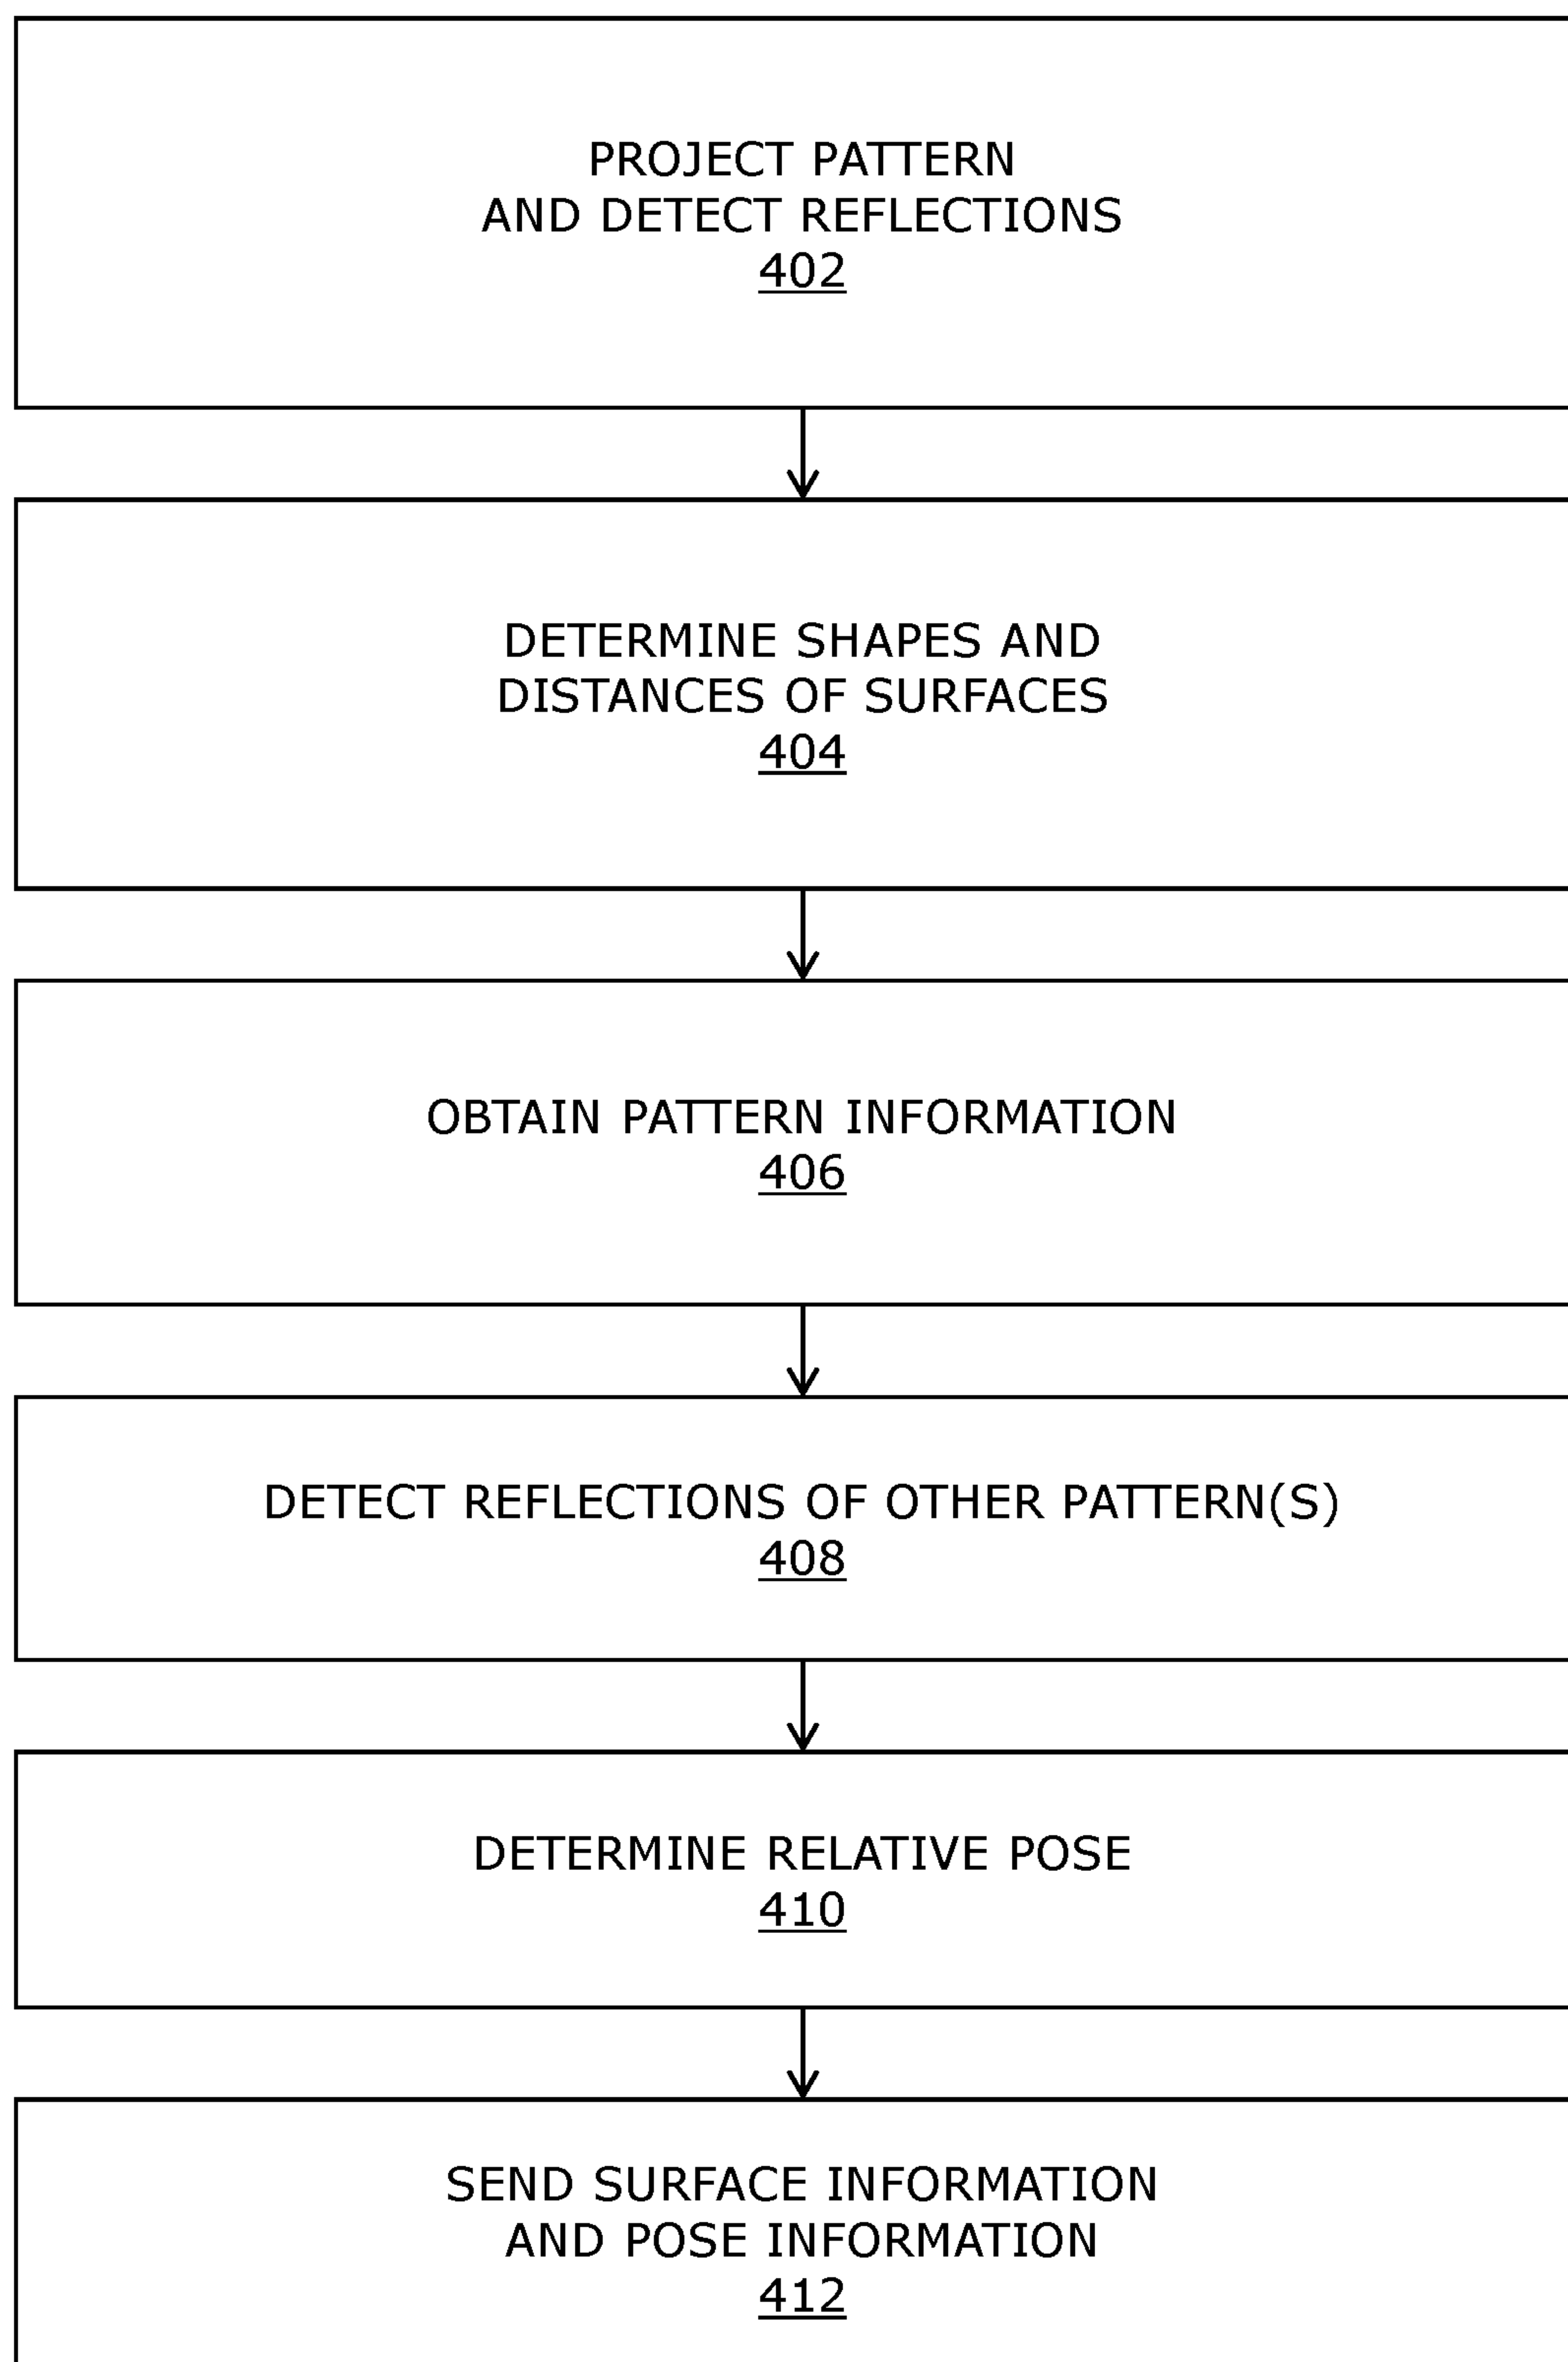 PROJECT PATTERN
AND DETECT REFLECTIONS
402
DETERMINE SHAPES AND
DISTANCES OF SURFACES
404
OBTAIN PATTERN INFORMATION
406
DETECT REFLECTIONS OF OTHER PATTERN(S)
408
DETERMINE RELATIVE POSE
410
SEND SURFACE INFORMATION
AND POSE INFORMATION
412